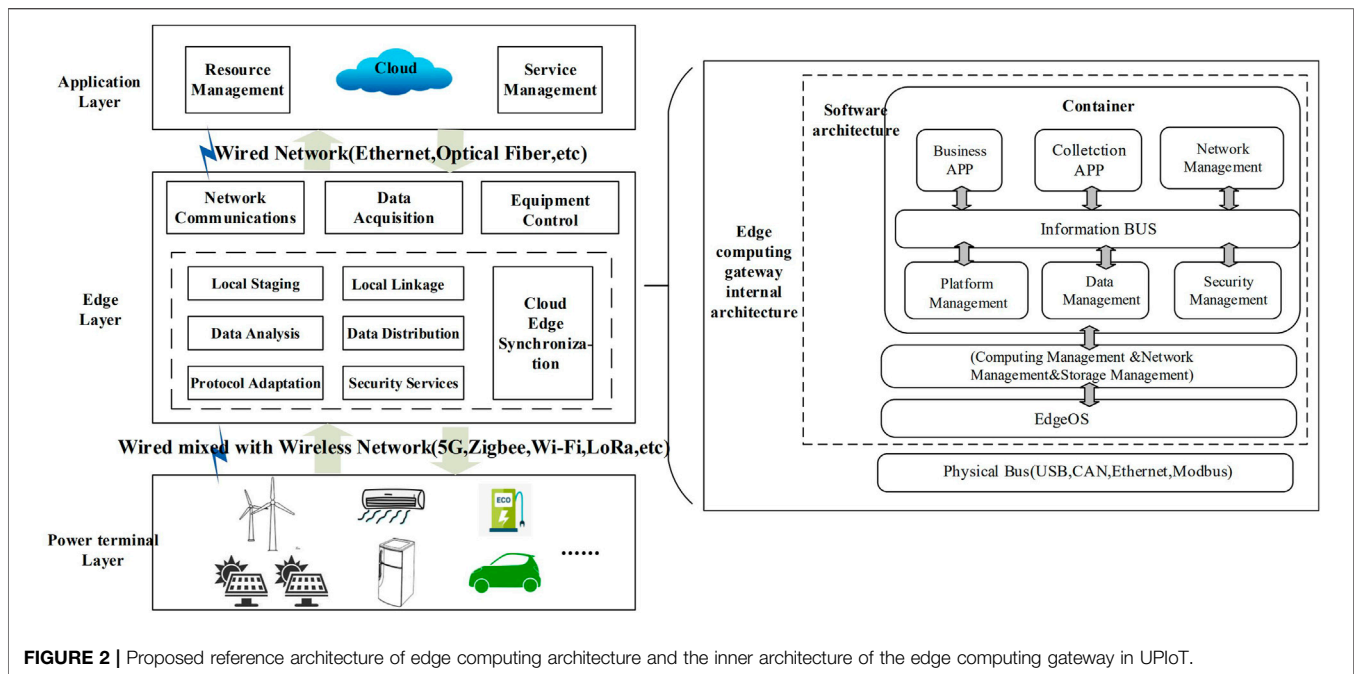 Application
Layer
Resource
Management
Cloud
Service
Management
Wired Network(Ethernet,Optical Fiber,etc)
Edge
Layer
Network
Communications
Data
Acquisition
Equipment
Control
Local Staging
Local Linkage
Data Analysis
Data Distribution
Protocol Adaptation
Security Services
Cloud
Edge
Synchroniza-
tion
Wired mixed with Wireless Network(5G,Zigbee,Wi-Fi,LoRa,etc)
Power terminal
Layer
ECO
......
Edge
computing
gateway
internal
architecture
Software
architecture
Container
Business
APP
Colletction
APP
Network
Management
Information BUS
Platform
Management
Data
Management
Security
Management
(Computing Management &Network
Management&Storage Management)
EdgeOS
Physical Bus(USB,CAN,Ethernet,Modbus)
FIGURE 2 | Proposed reference architecture of edge computing architecture and the inner architecture of the edge computing gateway in UPIoT.